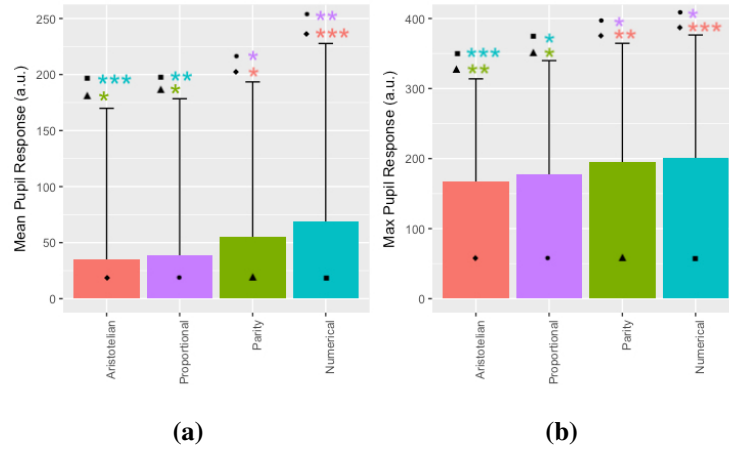 250
200
150
100
50
0
Mean Pupil Response (a.u.)
***
*
**
*
*
*
**
***
Aristotelian
Proportional
Parity
Numerical
(a)
400
300
200
100
0
Max Pupil Response (a.u.)
***
**
*
*
*
**
*
***
Aristotelian
Proportional
Parity
Numerical
(b)